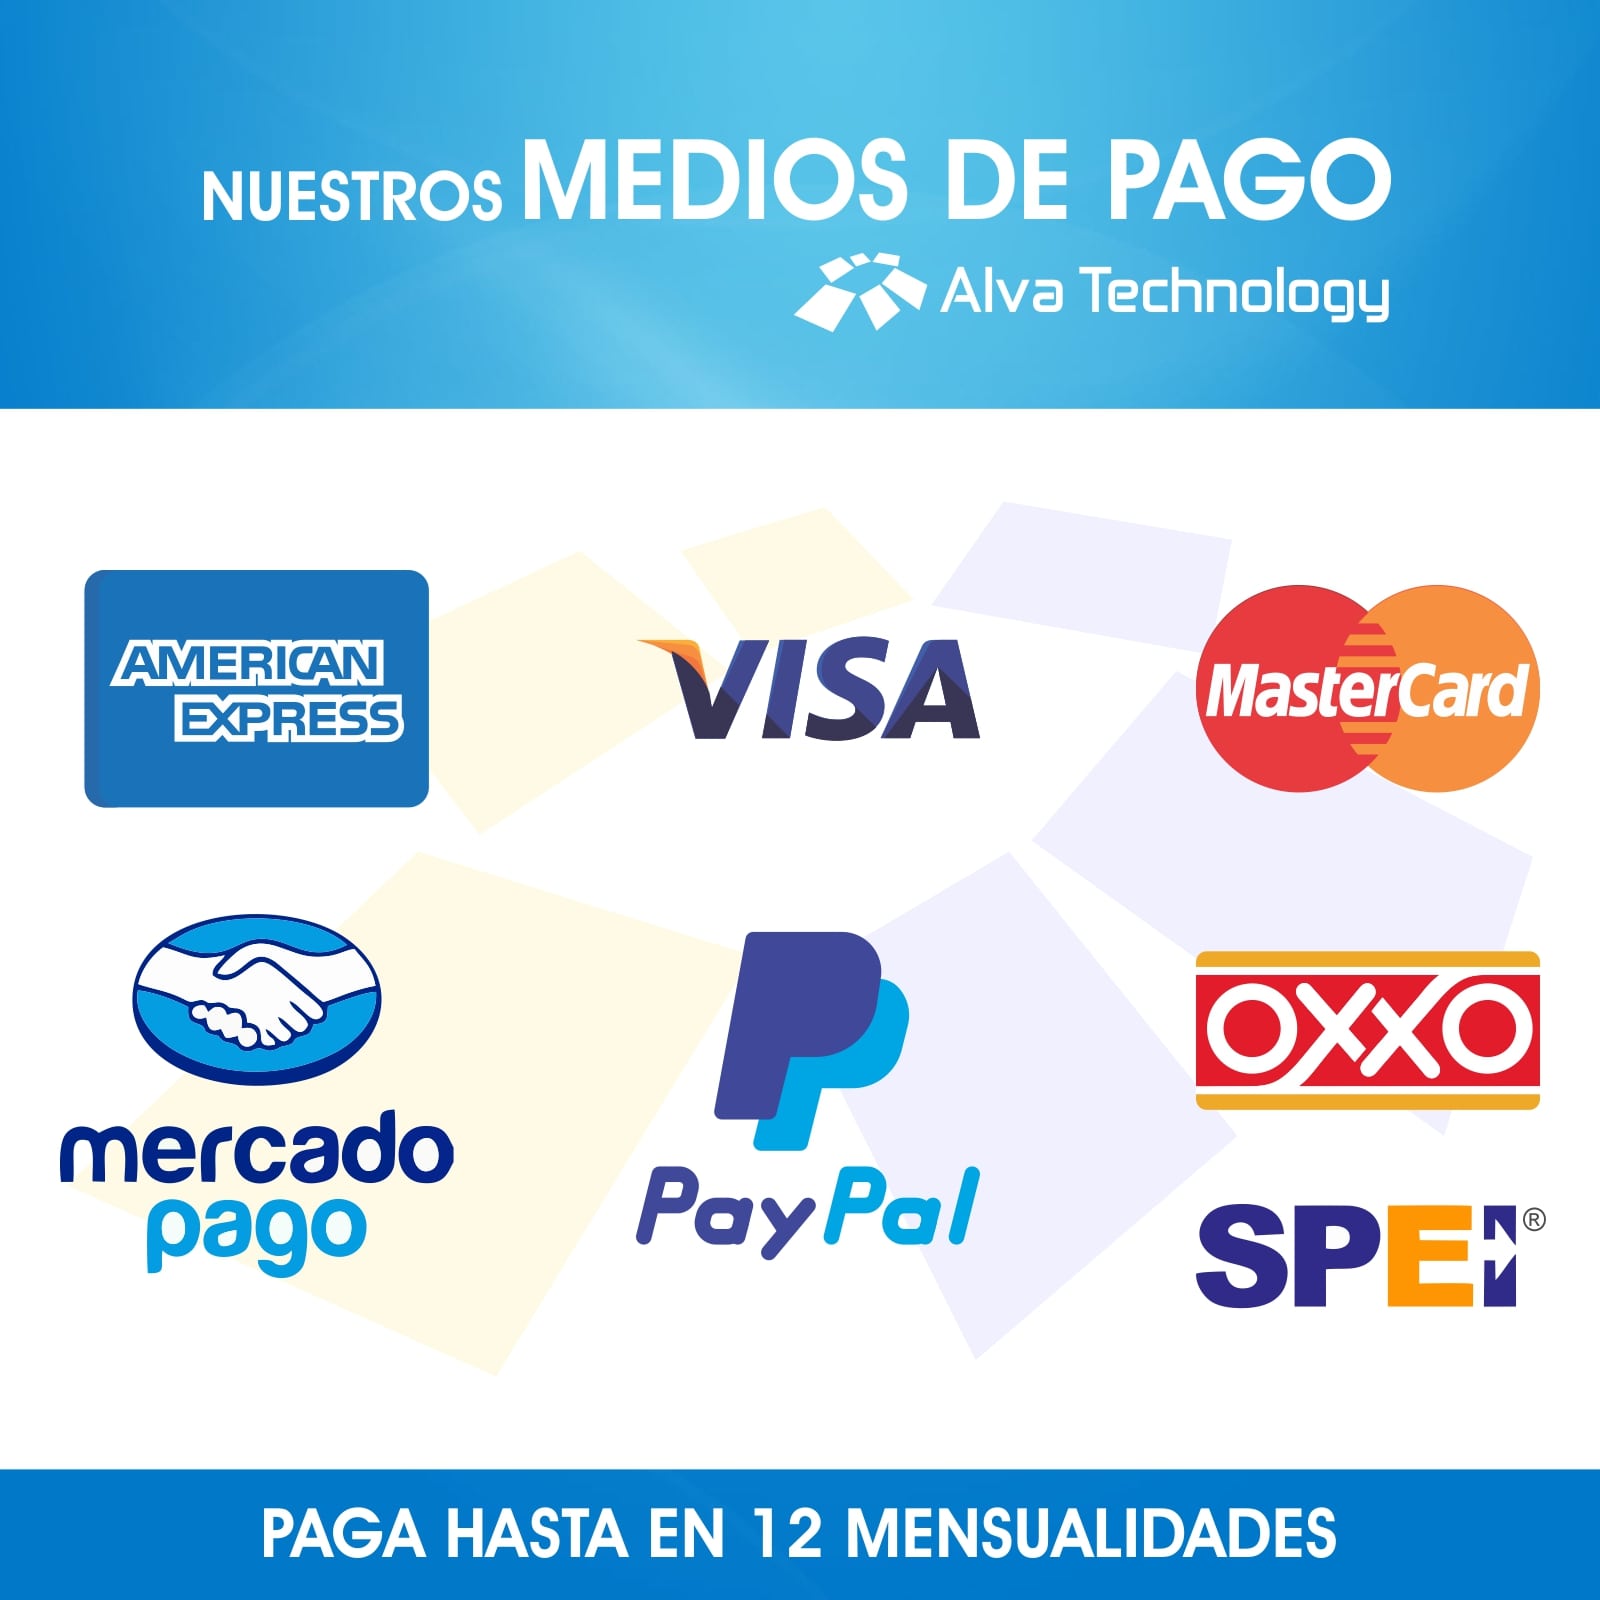 NUESTROS MEDIOS DE PAGO
Alva Technology
AMERICAN
EXPRESS
VISA
MasterCard
mercado
pago
PayPal
OXXO
SPEI®
PAGA HASTA EN 12 MENSUALIDADES